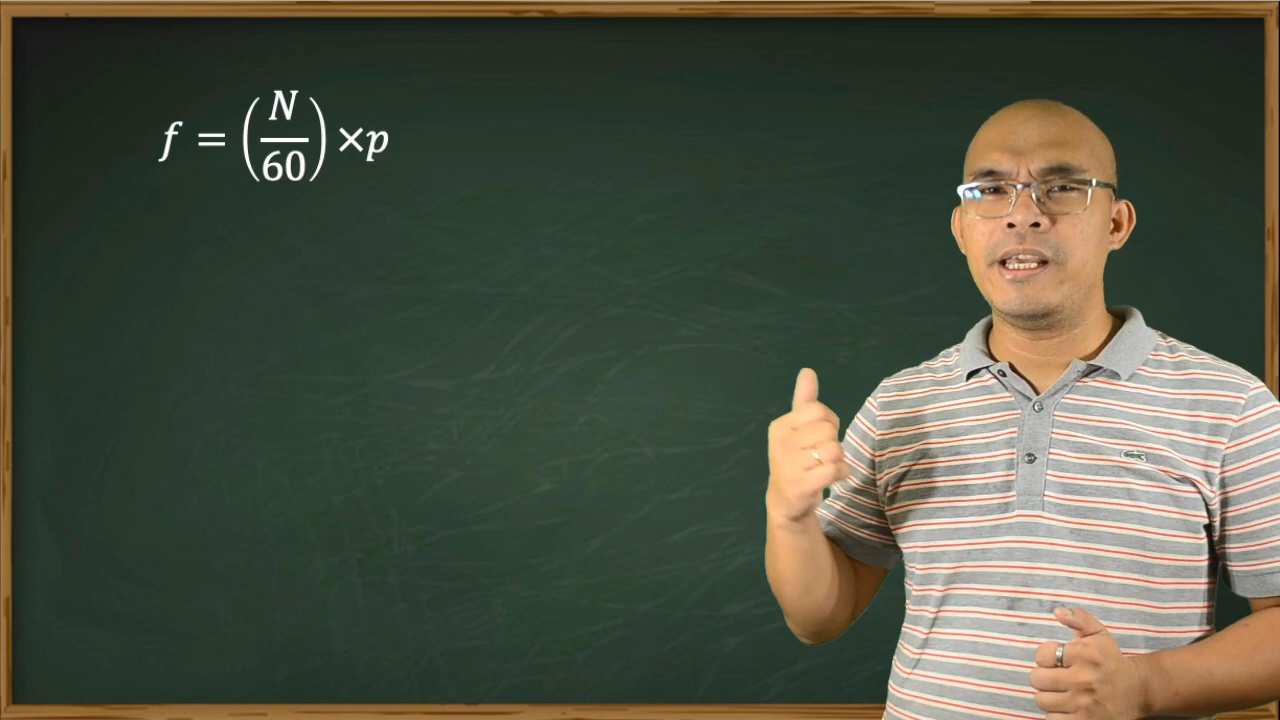 f = (N/60) × p